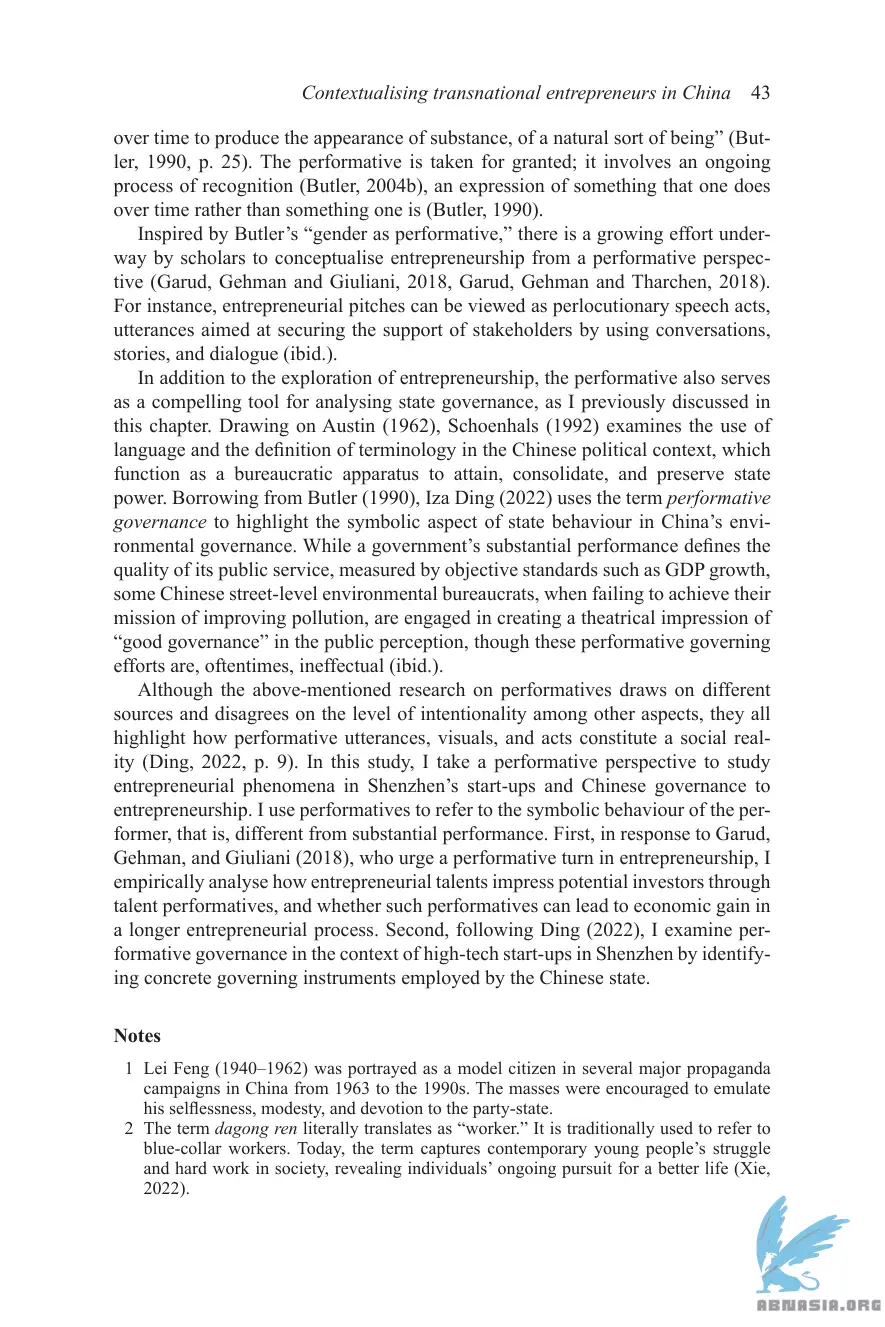 Contextualising transnational entrepreneurs in China 43
over time to produce the appearance of substance, of a natural sort of being” (But-
ler, 1990, p. 25). The performative is taken for granted; it involves an ongoing
process of recognition (Butler, 2004b), an expression of something that one does
over time rather than something one is (Butler, 1990).
Inspired by Butler’s “gender as performative,” there is a growing effort under-
way by scholars to conceptualise entrepreneurship from a performative perspec-
tive (Garud, Gehman and Giuliani, 2018, Garud, Gehman and Tharchen, 2018).
For instance, entrepreneurial pitches can be viewed as perlocutionary speech acts,
utterances aimed at securing the support of stakeholders by using conversations,
stories, and dialogue (ibid.).
In addition to the exploration of entrepreneurship, the performative also serves
as a compelling tool for analysing state governance, as I previously discussed in
this chapter. Drawing on Austin (1962), Schoenhals (1992) examines the use of
language and the definition of terminology in the Chinese political context, which
function as a bureaucratic apparatus to attain, consolidate, and preserve state
power. Borrowing from Butler (1990), Iza Ding (2022) uses the term performative
governance to highlight the symbolic aspect of state behaviour in China’s envi-
ronmental governance. While a government’s substantial performance defines the
quality of its public service, measured by objective standards such as GDP growth,
some Chinese street-level environmental bureaucrats, when failing to achieve their
mission of improving pollution, are engaged in creating a theatrical impression of
“good governance” in the public perception, though these performative governing
efforts are, oftentimes, ineffectual (ibid.).
Although the above-mentioned research on performatives draws on different
sources and disagrees on the level of intentionality among other aspects, they all
highlight how performative utterances, visuals, and acts constitute a social real-
ity (Ding, 2022, p. 9). In this study, I take a performative perspective to study
entrepreneurial phenomena in Shenzhen’s start-ups and Chinese governance to
entrepreneurship. I use performatives to refer to the symbolic behaviour of the per-
former, that is, different from substantial performance. First, in response to Garud,
Gehman, and Giuliani (2018), who urge a performative turn in entrepreneurship, I
empirically analyse how entrepreneurial talents impress potential investors through
talent performatives, and whether such performatives can lead to economic gain in
a longer entrepreneurial process. Second, following Ding (2022), I examine per-
formative governance in the context of high-tech start-ups in Shenzhen by identify-
ing concrete governing instruments employed by the Chinese state.
Notes
1 Lei Feng (1940–1962) was portrayed as a model citizen in several major propaganda
campaigns in China from 1963 to the 1990s. The masses were encouraged to emulate
his selflessness, modesty, and devotion to the party-state.
2 The term dagong ren literally translates as “worker.” It is traditionally used to refer to
blue-collar workers. Today, the term captures contemporary young people’s struggle
and hard work in society, revealing individuals’ ongoing pursuit for a better life (Xie,
2022).
ABNASIA.ORG